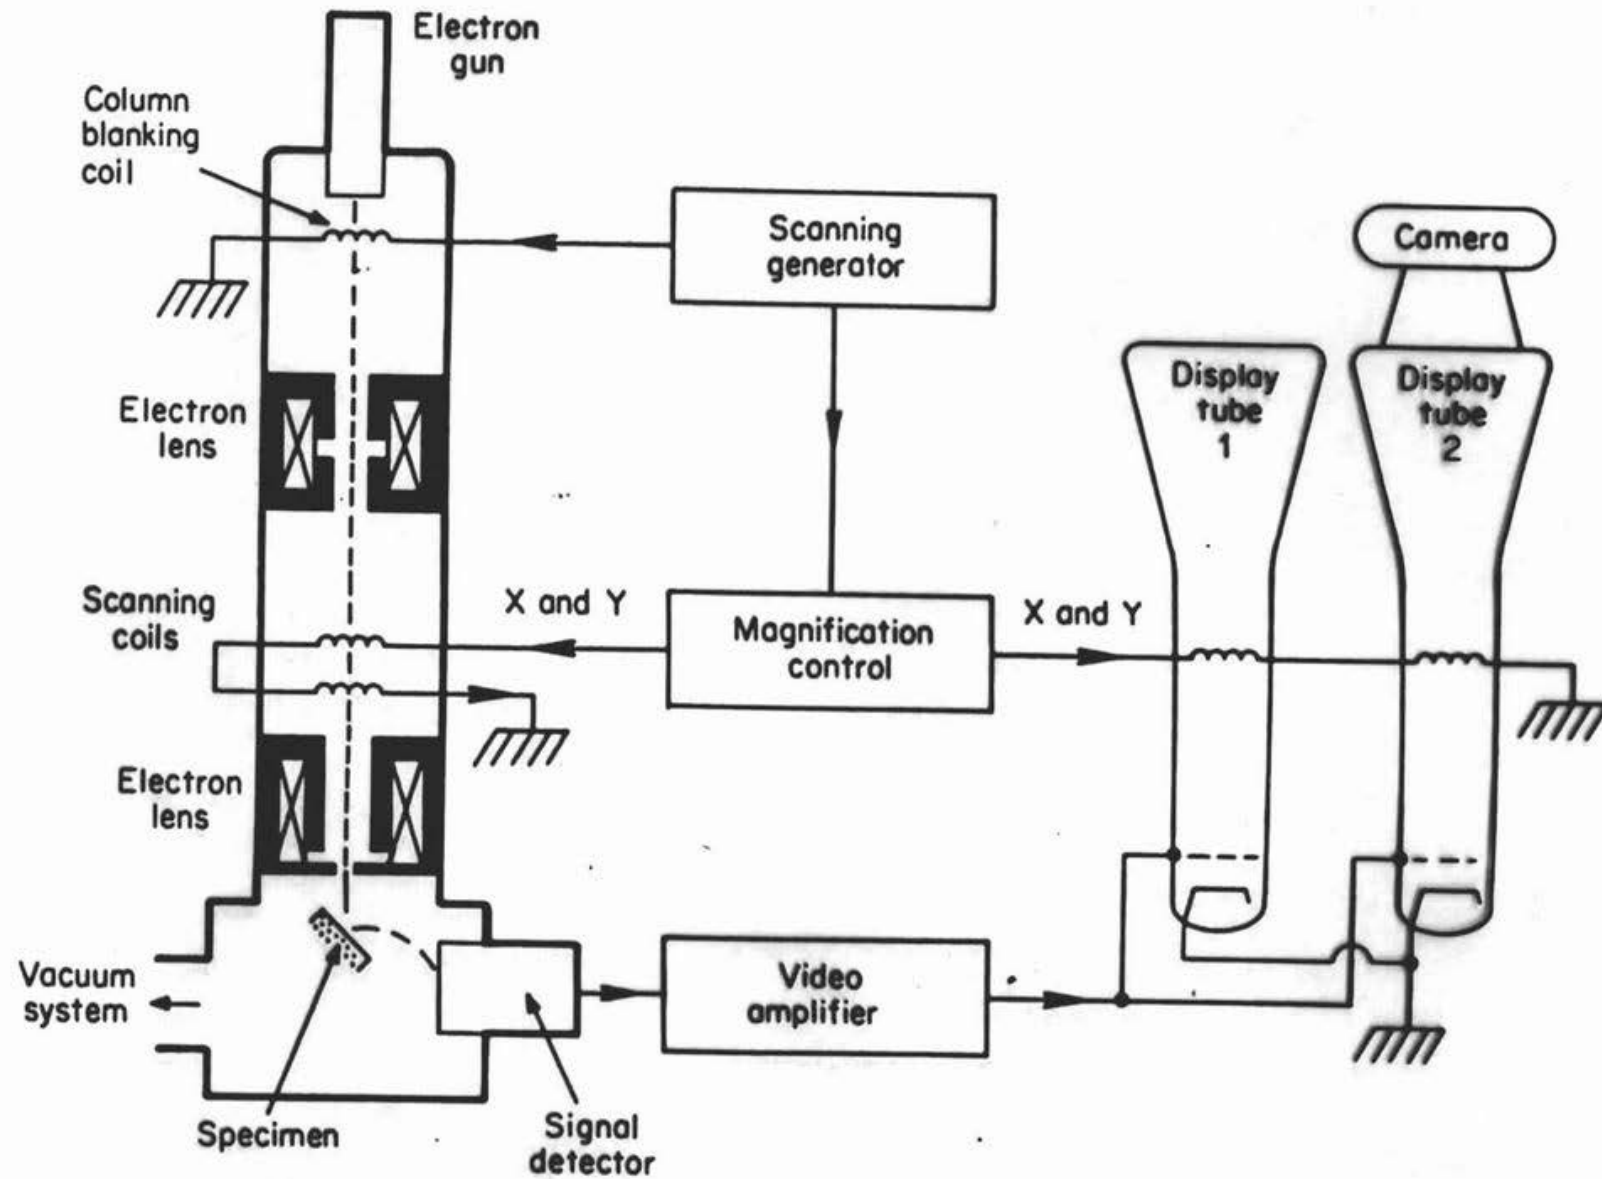 Electron
gun
Column
blanking
coil
Scanning
generator
Camera
Display
tube
1
Display
tube
2
Electron
lens
Scanning
coils
X and Y
Magnification
control
X and Y
Electron
lens
Vacuum
system
Video
amplifier
Specimen
Signal
detector